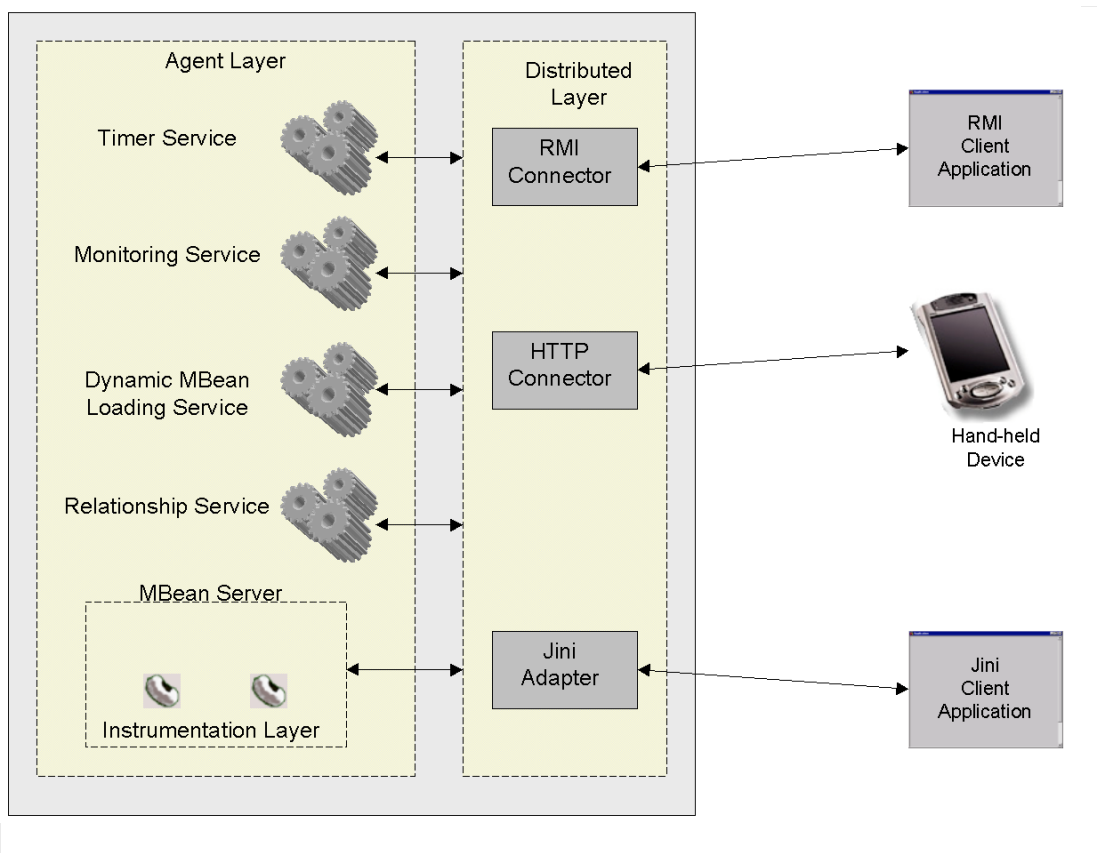 Agent Layer
Timer Service
Monitoring Service
Dynamic MBean
Loading Service
Relationship Service
MBean Server
Instrumentation Layer
Distributed
Layer
RMI
Connector
HTTP
Connector
Jini
Adapter
RMI
Client
Application
Hand-held
Device
Jini
Client
Application